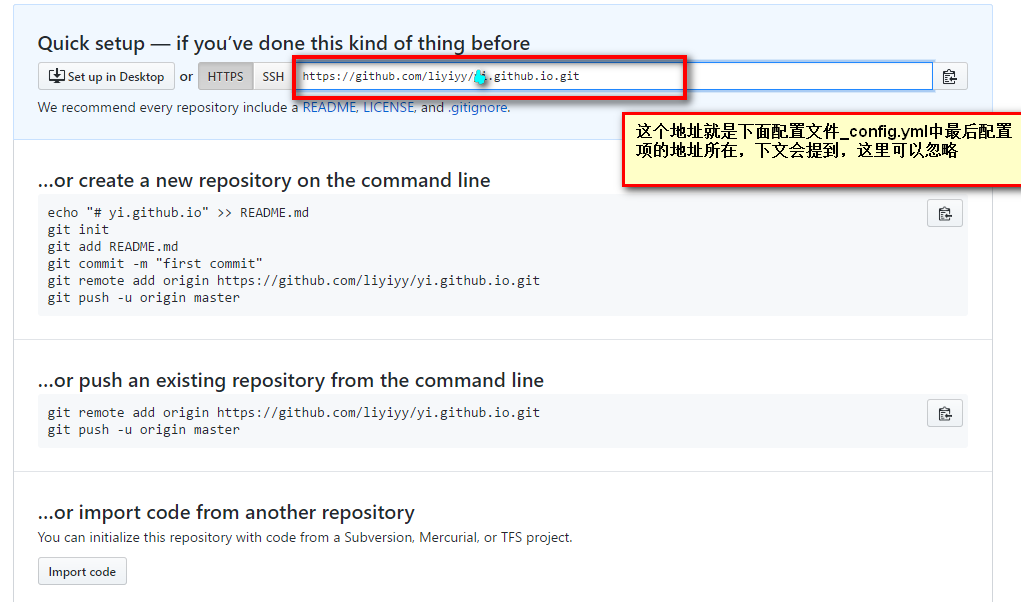 Quick setup — if you’ve done this kind of thing before
Set up in Desktop or HTTPS SSH https://github.com/liyiyy/yi.github.io.git
We recommend every repository include a README, LICENSE, and .gitignore.
这个地址就是下面配置文件_config.yml中最后配置
项的地址所在，下文会提到，这里可以忽略
…or create a new repository on the command line
echo "# yi.github.io" >> README.md
git init
git add README.md
git commit -m "first commit"
git remote add origin https://github.com/liyiyy/yi.github.io.git
git push -u origin master
…or push an existing repository from the command line
git remote add origin https://github.com/liyiyy/yi.github.io.git
git push -u origin master
…or import code from another repository
You can initialize this repository with code from a Subversion, Mercurial, or TFS project.
Import code